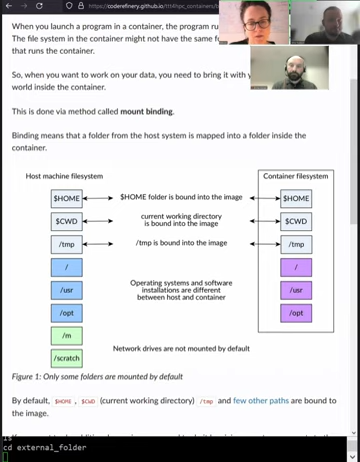 https://coderefinery.github.io/ttt4hpc_containers/
When you launch a program in a container, the program
The file system in the container might not have the same
that runs the container.
So, when you want to work on your data, you need to bring it
world inside the container.
This is done via method called mount binding.
Binding means that a folder from the host system is mapped into a folder inside the
container.
Host machine filesystem
Container filesystem
$HOME
$HOME folder is bound into the image
$HOME
$CWD
current working directory
is bound into the image
$CWD
/tmp
/tmp is bound into the image
/tmp
/
/
/usr
Operating systems and software
installations are different
between host and container
/usr
/opt
/opt
/m
/scratch
Network drives are not mounted by default
Figure 1: Only some folders are mounted by default
By default, $HOME, $CWD (current working directory) /tmp and few other paths are bound to
the image.
ls
cd external_folder